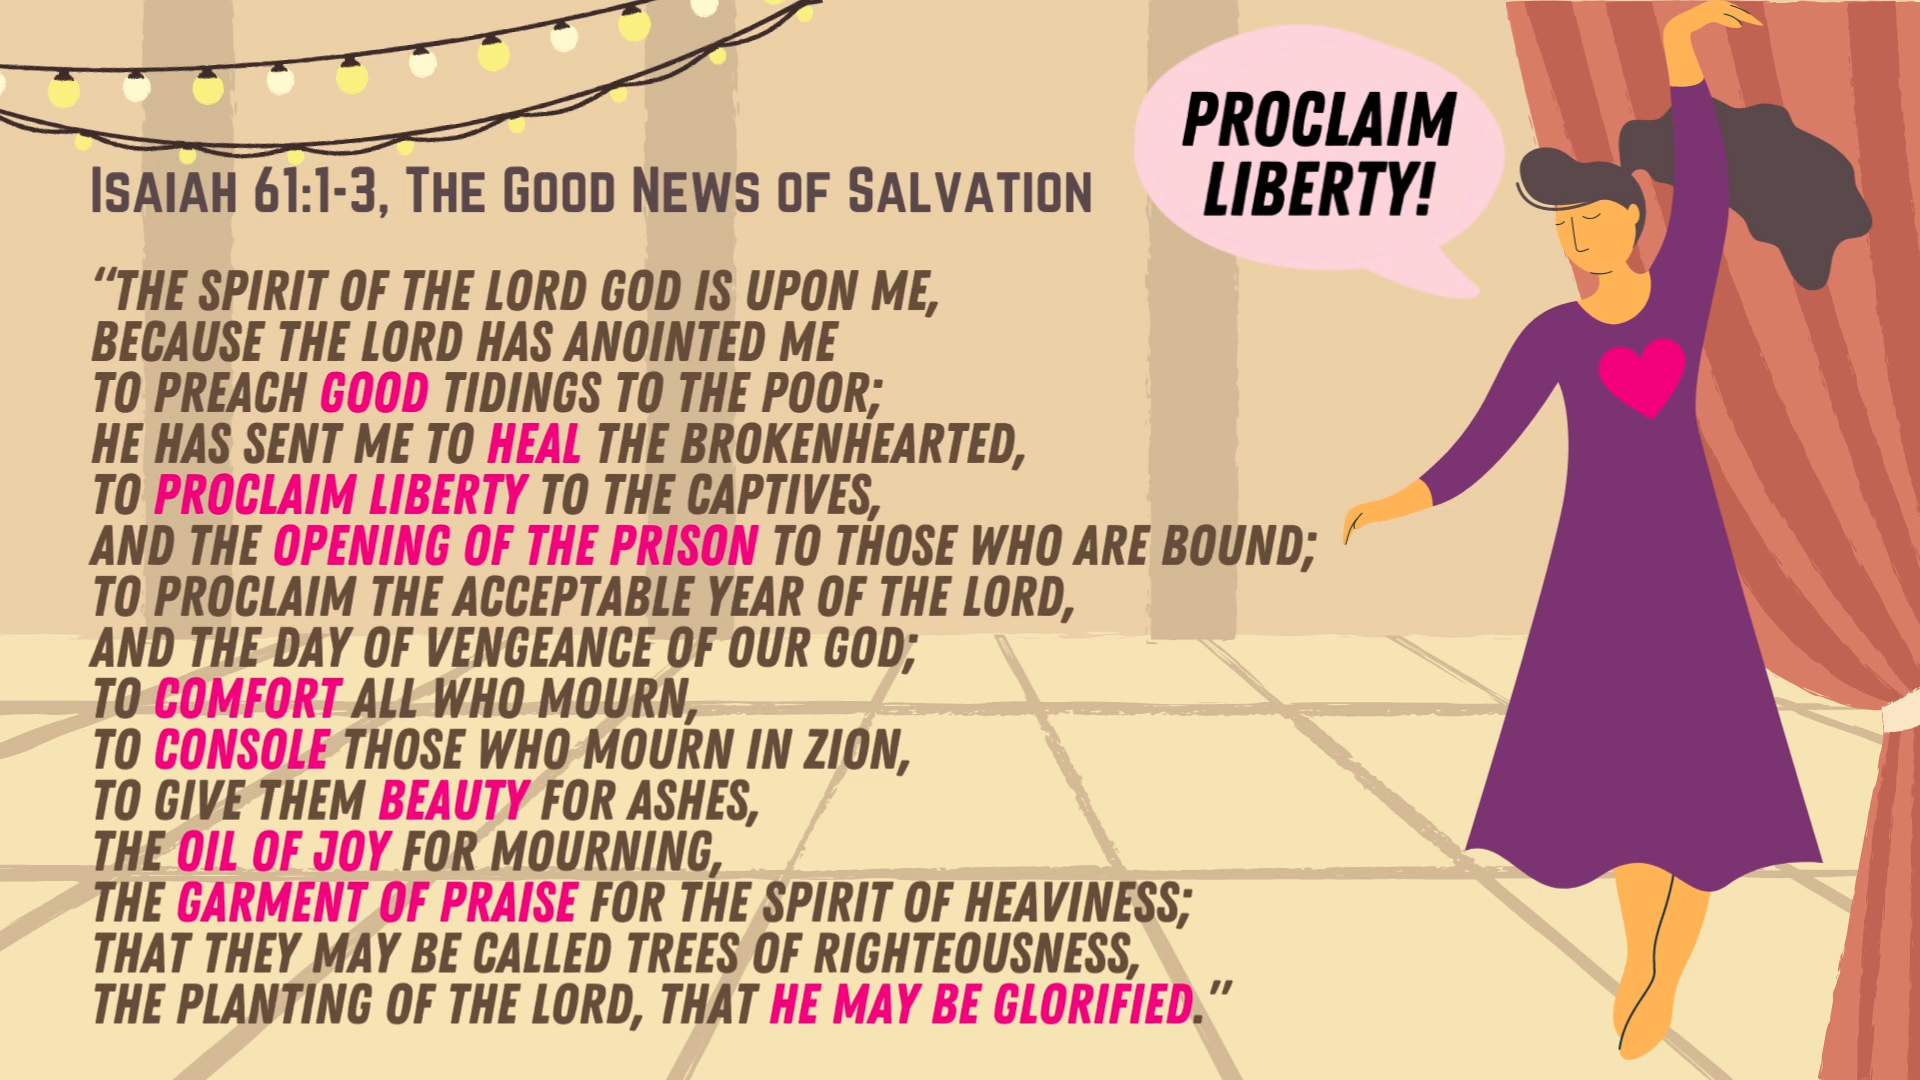 PROCLAIM
LIBERTY!
ISAIAH 61:1-3, THE GOOD NEWS OF SALVATION
“THE SPIRIT OF THE LORD GOD IS UPON ME,
BECAUSE THE LORD HAS ANOINTED ME
TO PREACH GOOD TIDINGS TO THE POOR;
HE HAS SENT ME TO HEAL THE BROKENHEARTED,
TO PROCLAIM LIBERTY TO THE CAPTIVES,
AND THE OPENING OF THE PRISON TO THOSE WHO ARE BOUND;
TO PROCLAIM THE ACCEPTABLE YEAR OF THE LORD,
AND THE DAY OF VENGEANCE OF OUR GOD;
TO COMFORT ALL WHO MOURN,
TO CONSOLE THOSE WHO MOURN IN ZION,
TO GIVE THEM BEAUTY FOR ASHES,
THE OIL OF JOY FOR MOURNING,
THE GARMENT OF PRAISE FOR THE SPIRIT OF HEAVINESS;
THAT THEY MAY BE CALLED TREES OF RIGHTEOUSNESS,
THE PLANTING OF THE LORD, THAT HE MAY BE GLORIFIED.”